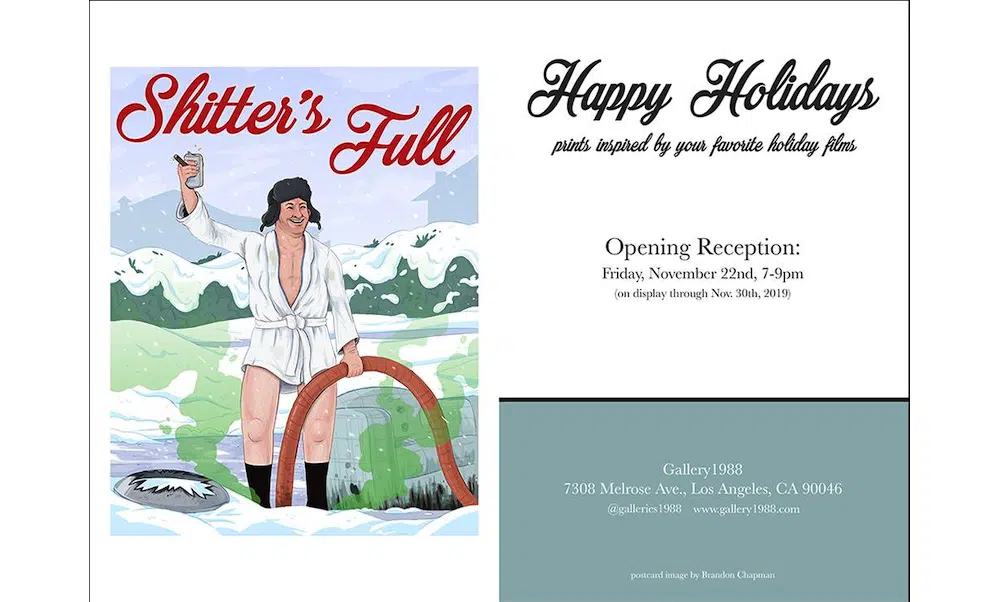 Shitter's
Full
Happy Holidays
prints inspired by your favorite holiday films
Opening Reception:
Friday, November 22nd, 7-9pm
(on display through Nov. 30th, 2019)
Gallery1988
7308 Melrose Ave., Los Angeles, CA 90046
@galleries1988 www.gallery1988.com
postcard image by Brandon Chapman